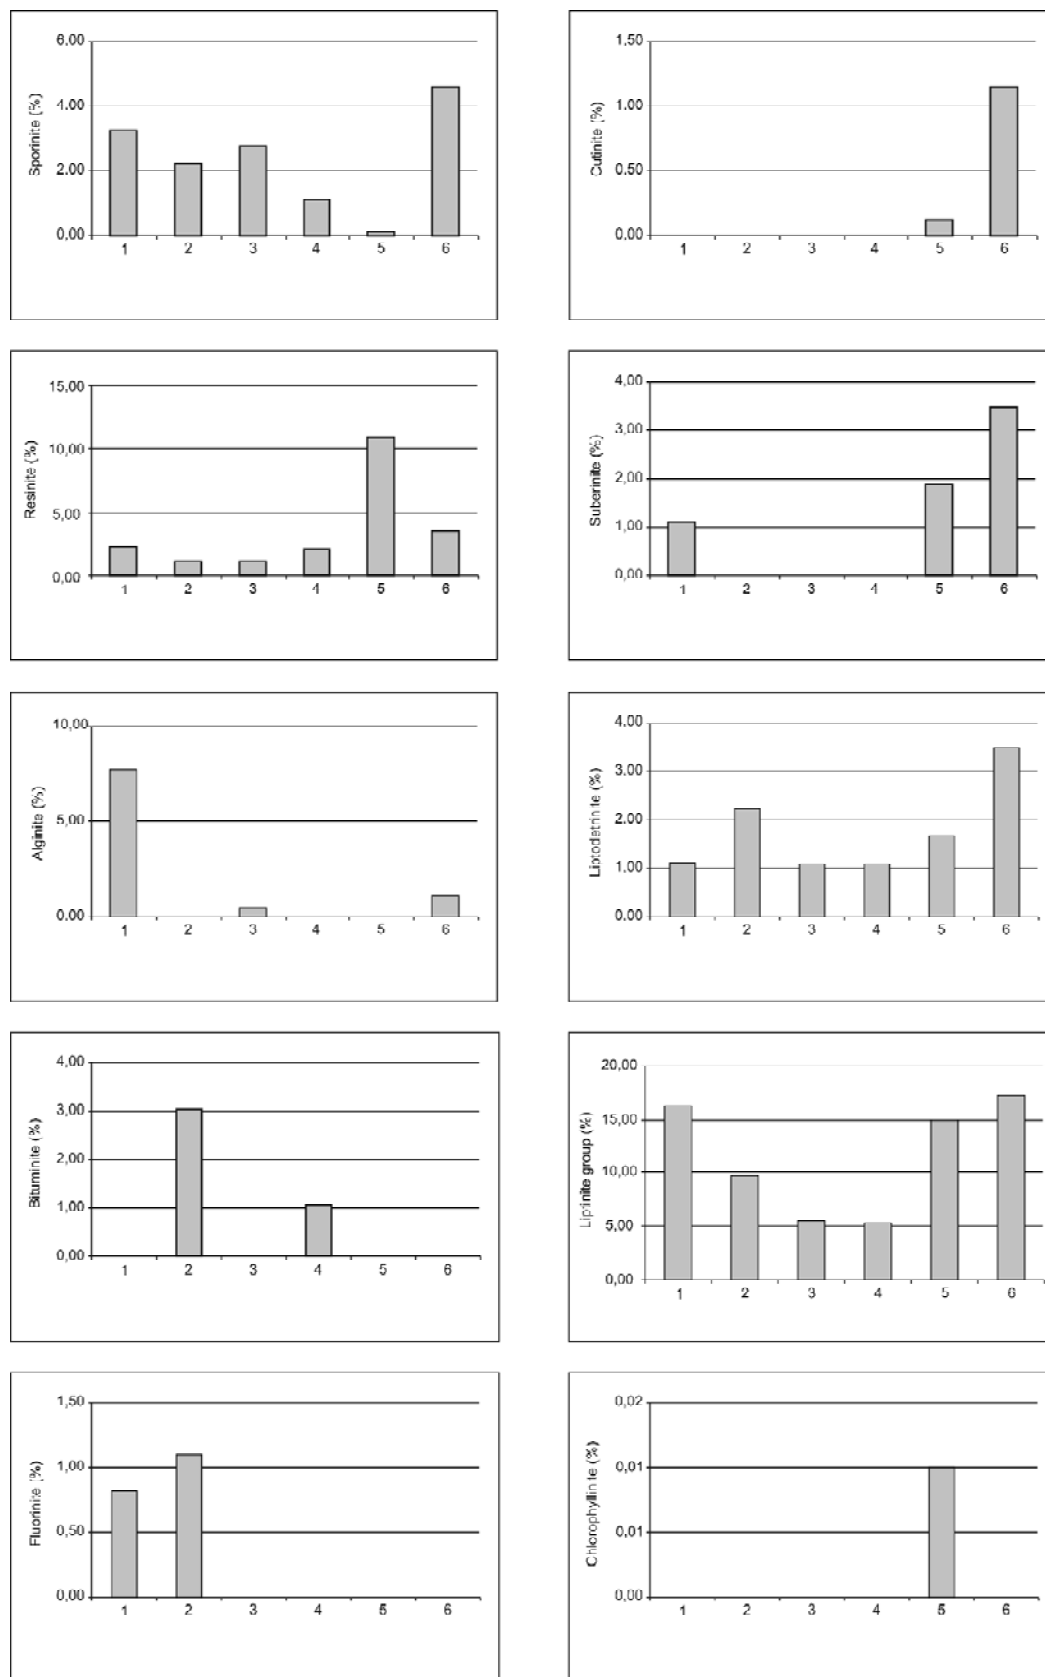 Sporinite (%)
6,00
4,00
2,00
0,00
1 2 3 4 5 6
Cutinite (%)
1,50
1,00
0,50
0,00
1 2 3 4 5 6
Resinite (%)
15,00
10,00
5,00
0,00
1 2 3 4 5 6
Suberinite (%)
4,00
3,00
2,00
1,00
0,00
1 2 3 4 5 6
Alginite (%)
10,00
5,00
0,00
1 2 3 4 5 6
Liptodetrinite (%)
4,00
3,00
2,00
1,00
0,00
1 2 3 4 5 6
Bituminite (%)
4,00
3,00
2,00
1,00
0,00
1 2 3 4 5 6
Liptinite group (%)
20,00
15,00
10,00
5,00
0,00
1 2 3 4 5 6
Fluorinite (%)
1,50
1,00
0,50
0,00
1 2 3 4 5 6
Chlorophyllinite (%)
0,02
0,01
0,01
0,00
1 2 3 4 5 6